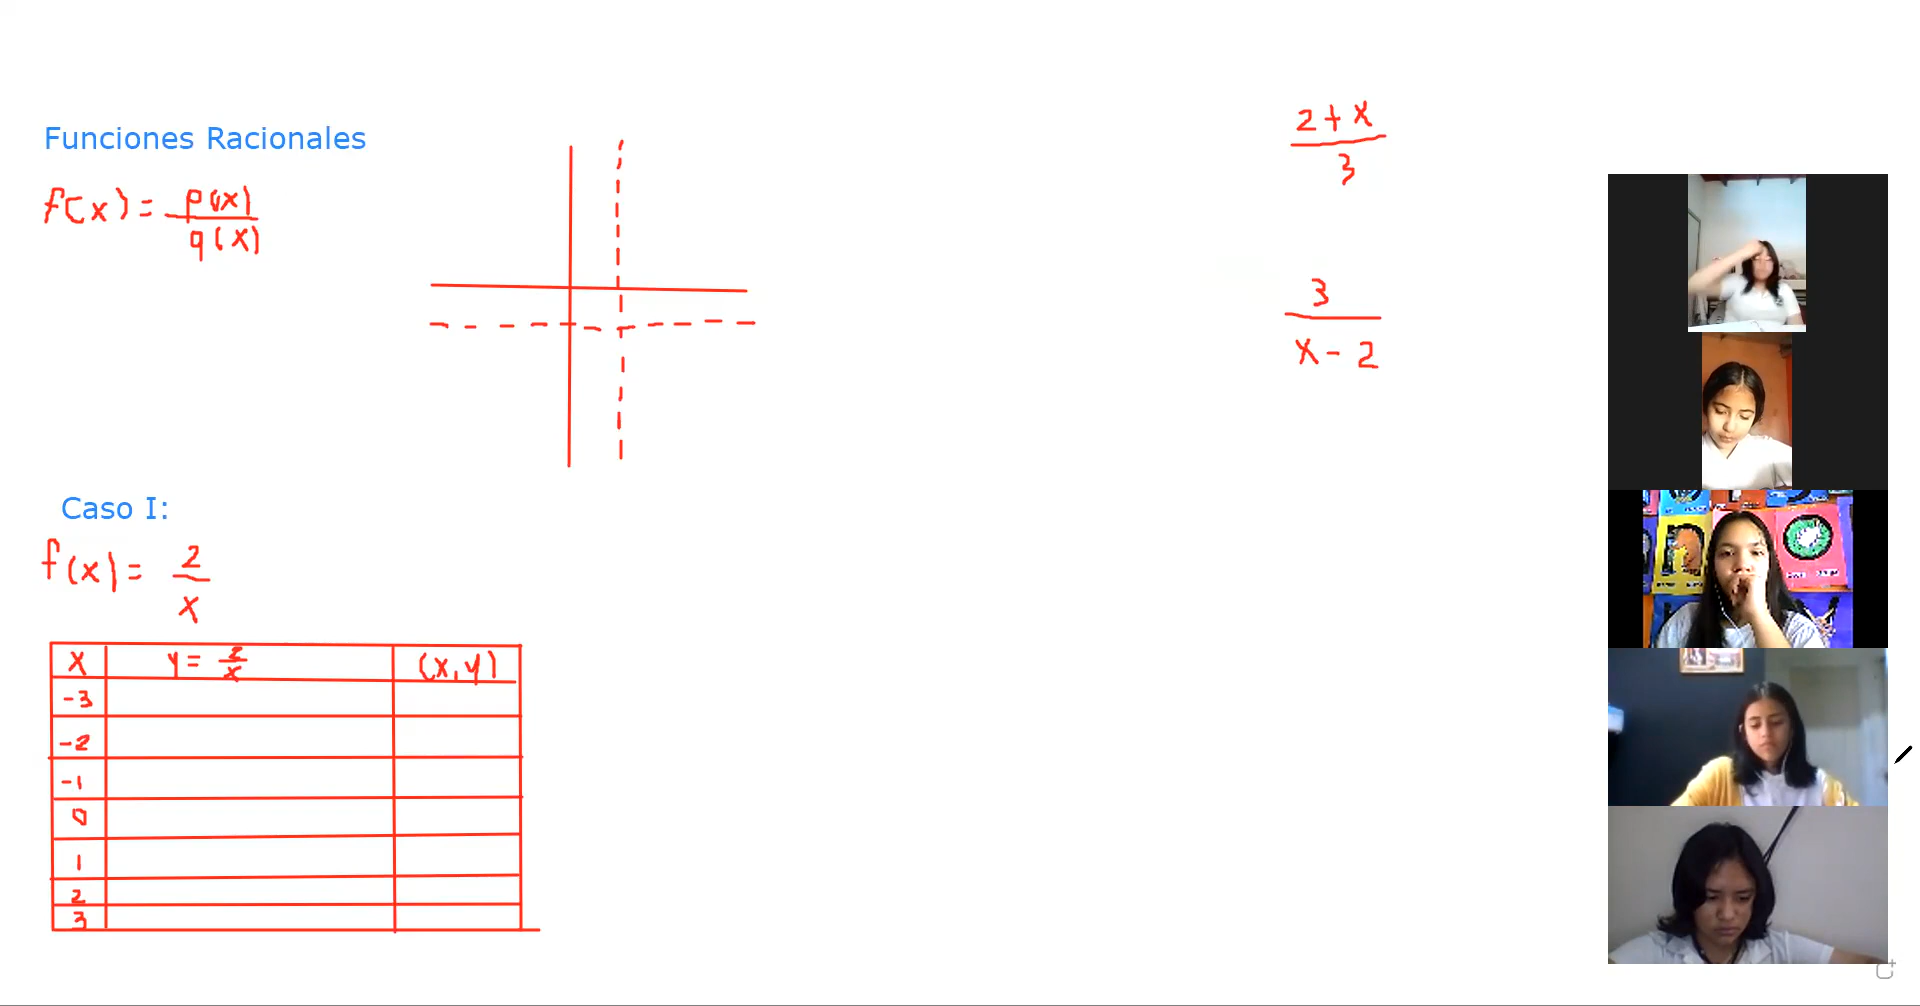 Funciones Racionales
f(x) = p(x) / q(x)
2 + x / 3
3 / x - 2
Caso I:
f(x) = 2 / x
x y = 2/x (x, y)
-3
-2
-1
0
1
2
3